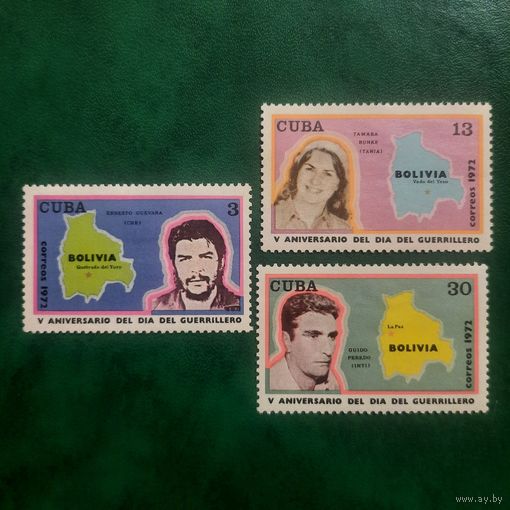 CUBA 3
ERNESTO GUEVARA
(CHE)
BOLIVIA
Quebrada del Yuro
correos 1972
V ANIVERSARIO DEL DIA DEL GUERRILLERO
CUBA 13
TAMARA
BUNKE
(TANIA)
BOLIVIA
Vado del Yeso
correos 1972
V ANIVERSARIO DEL DIA DEL GUERRILLERO
CUBA 30
GUIDO
PEREDO
(INTI)
La Paz
BOLIVIA
correos 1972
V ANIVERSARIO DEL DIA DEL GUERRILLERO
www.ay.by